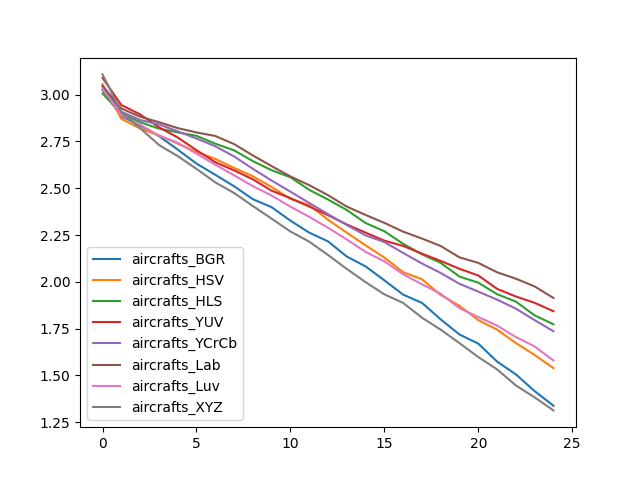 3.00
2.75
2.50
2.25
2.00
1.75
1.50
1.25
aircrafts_BGR
aircrafts_HSV
aircrafts_HLS
aircrafts_YUV
aircrafts_YCrCb
aircrafts_Lab
aircrafts_Luv
aircrafts_XYZ
0 5 10 15 20 25